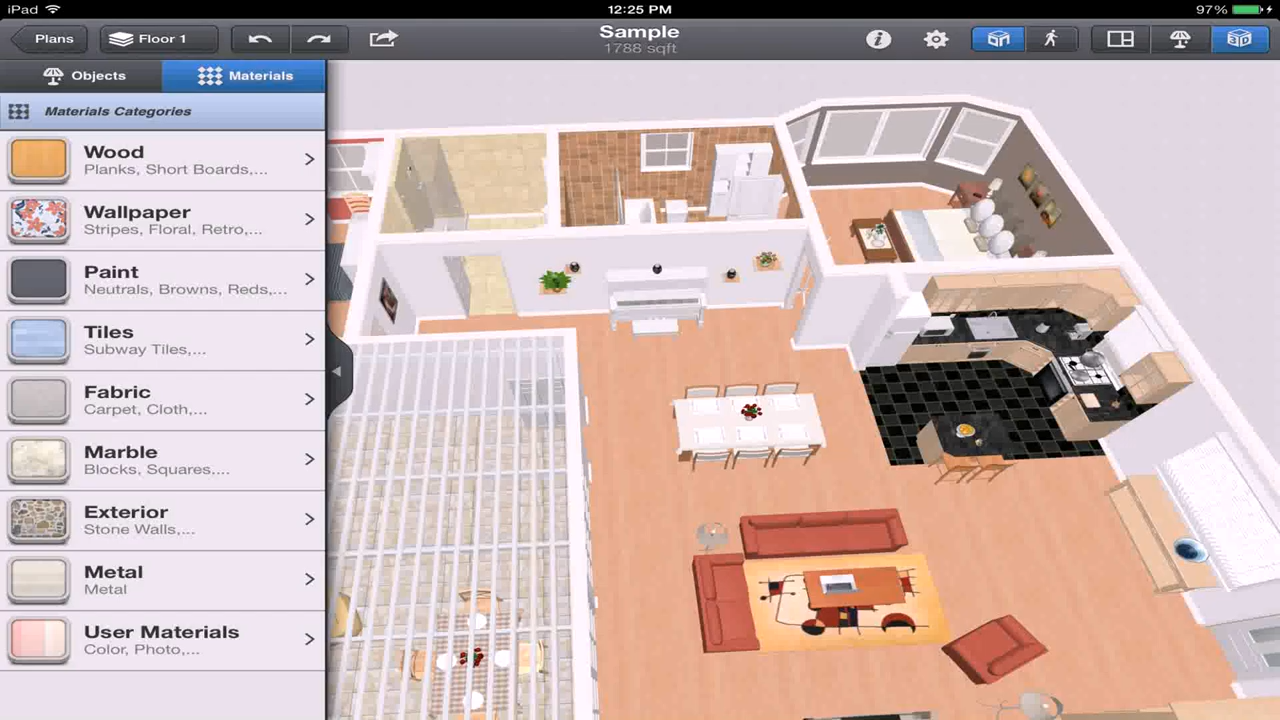 iPad 12:25 PM 97%
Plans Floor 1 Sample
1788 sqft
3D
Objects Materials
Materials Categories
Wood
Planks, Short Boards,...
Wallpaper
Stripes, Floral, Retro,...
Paint
Neutrals, Browns, Reds,...
Tiles
Subway Tiles,...
Fabric
Carpet, Cloth,...
Marble
Blocks, Squares,...
Exterior
Stone Walls,...
Metal
Metal
User Materials
Color, Photo,...